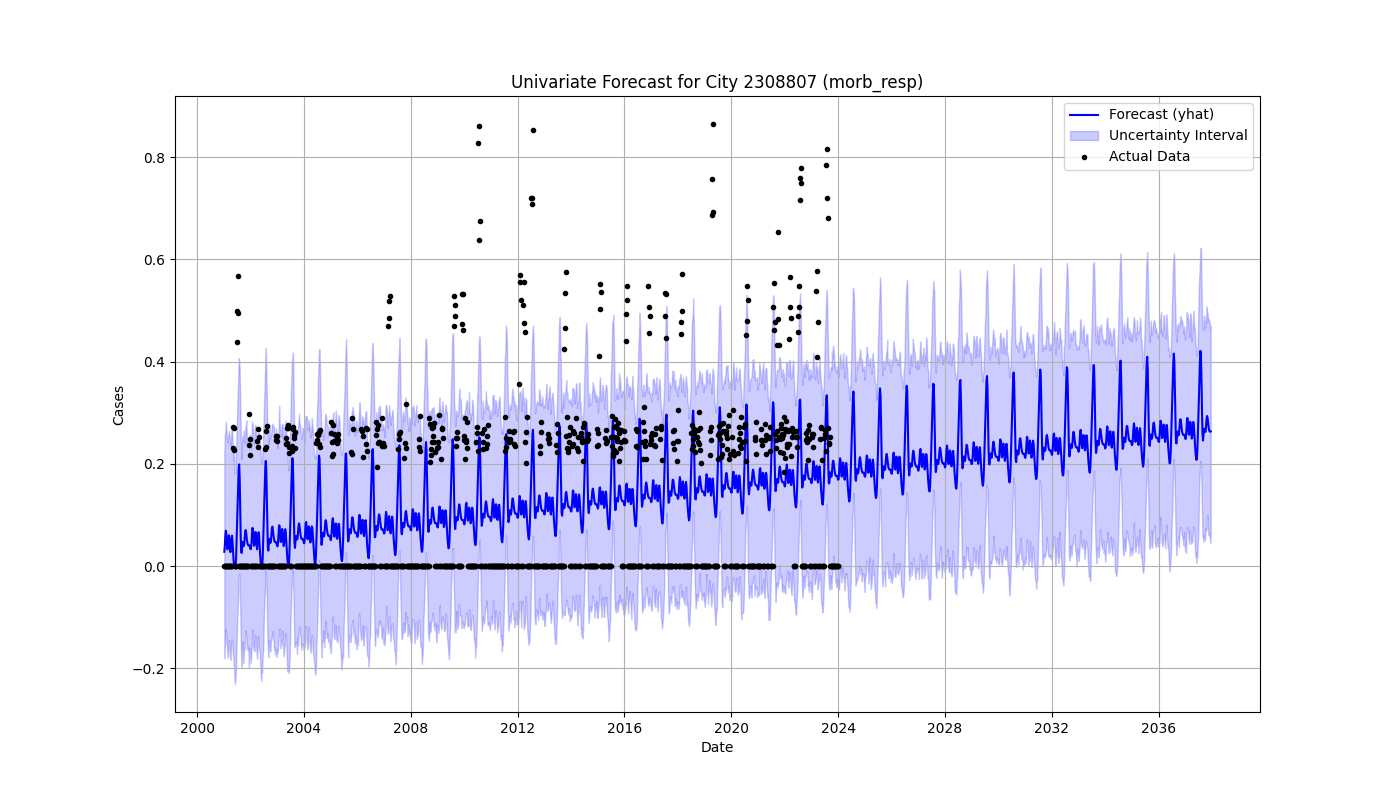 Univariate Forecast for City 2308807 (morb_resp)
Forecast (yhat)
Uncertainty Interval
Actual Data
Cases
0.8
0.6
0.4
0.2
0.0
−0.2
2000 2004 2008 2012 2016 2020 2024 2028 2032 2036
Date